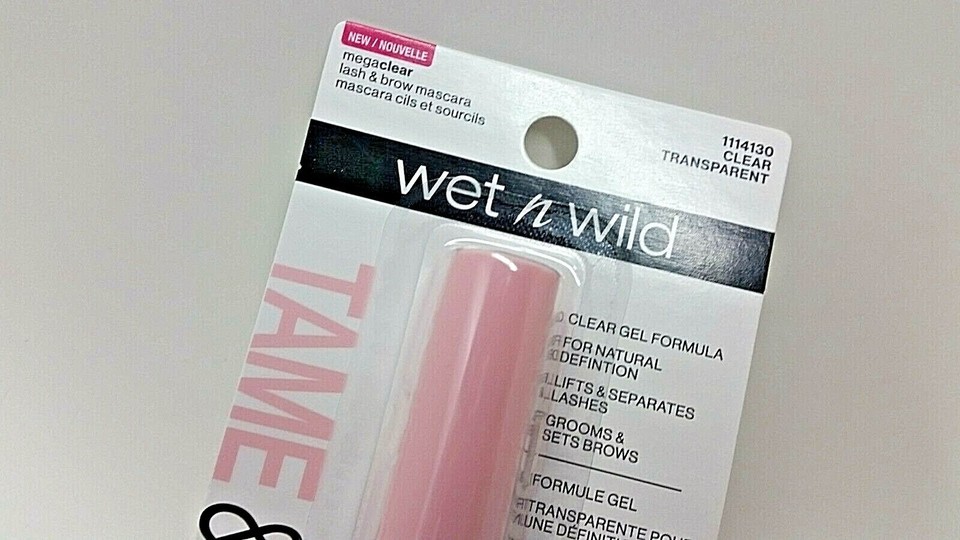 NEW / NOUVELLE
megaclear
lash & brow mascara
mascara cils et sourcils
1114130
CLEAR
TRANSPARENT
wet n wild
TAME
&
CLEAR GEL FORMULA
FOR NATURAL
DEFINTION
LIFTS & SEPARATES
LASHES
GROOMS &
SETS BROWS
FORMULE GEL
TRANSPARENTE POUR
UNE